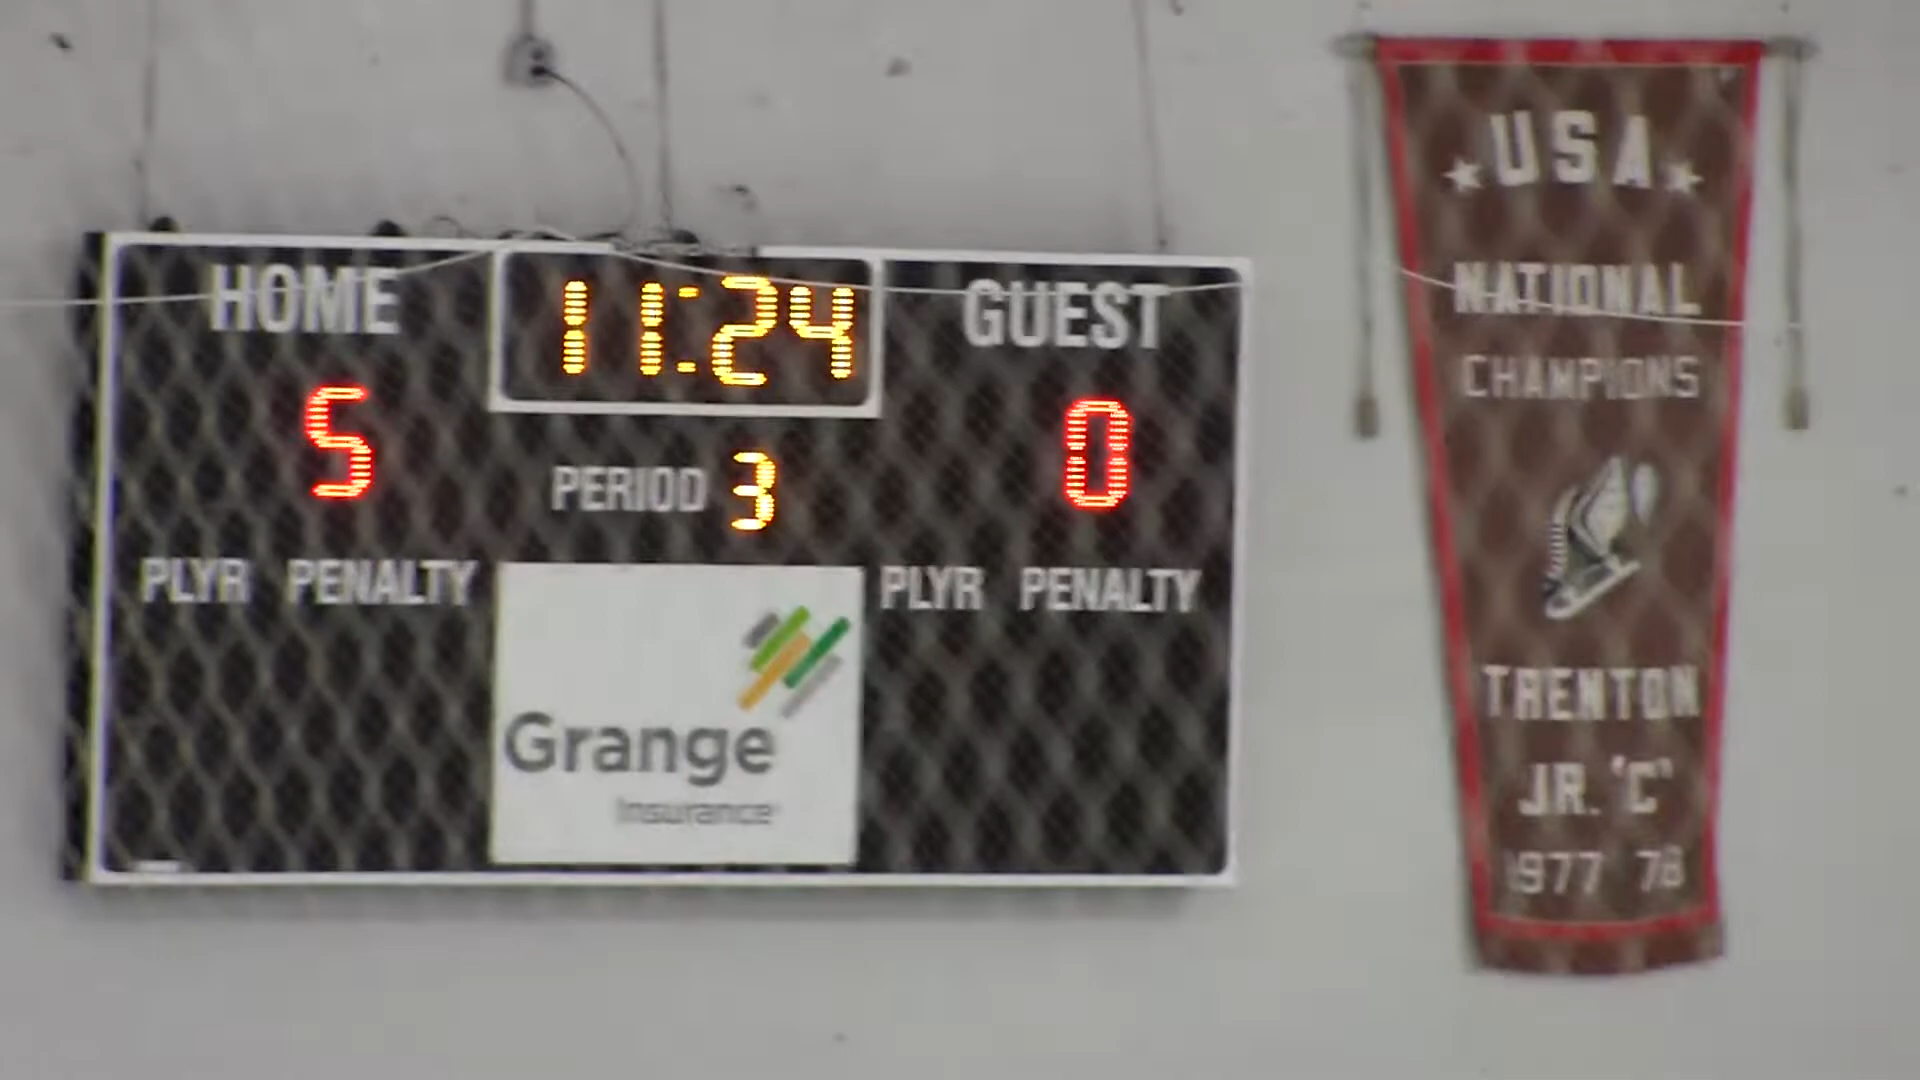 HOME
11:24
GUEST
5
PERIOD 3
0
PLYR PENALTY
PLYR PENALTY
Grange
Insurance
USA
NATIONAL
CHAMPIONS
TRENTON
JR. 'C'
1977 78